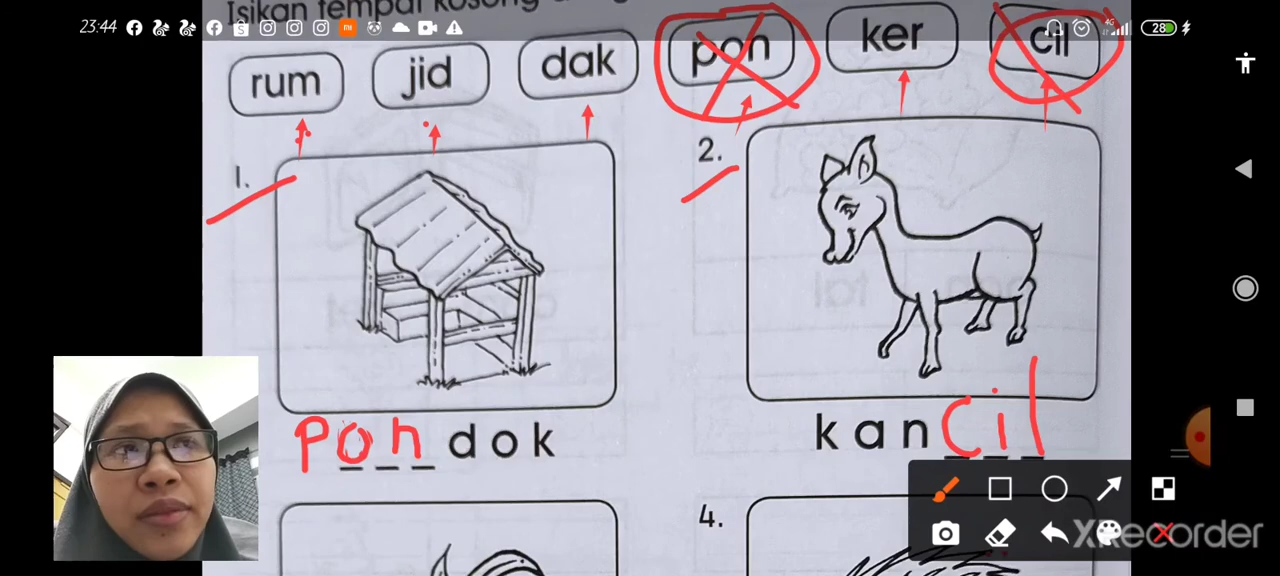 Isikan tempat kosong
23:44
4G
28
rum jid dak pon ker cil
1.
2.
pon dok
kan cil
4.
XRecorder